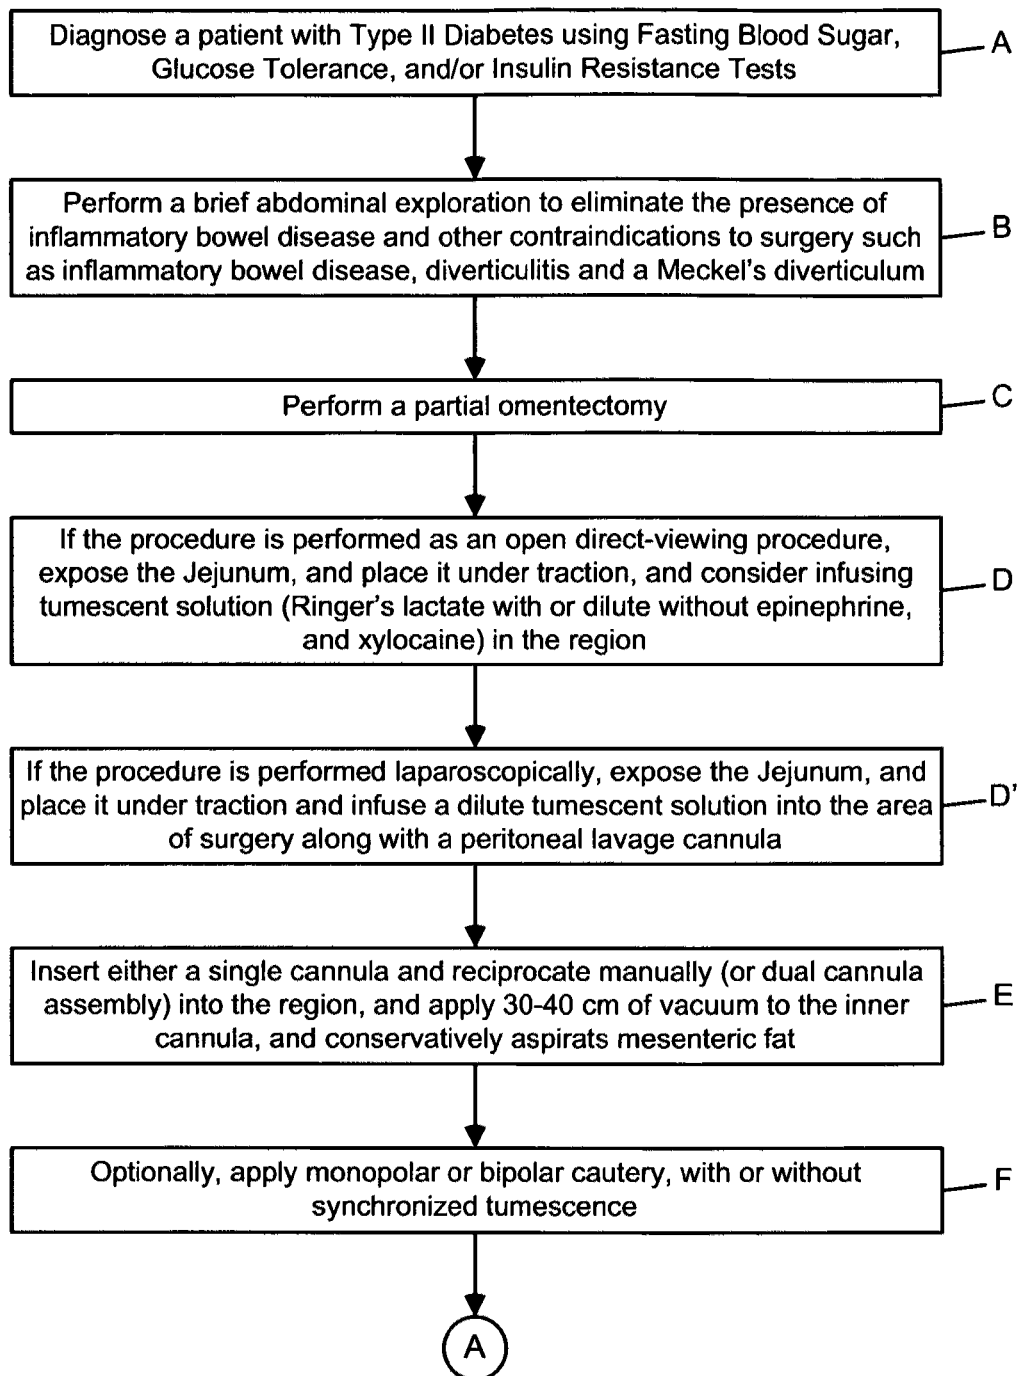 Diagnose a patient with Type II Diabetes using Fasting Blood Sugar,
Glucose Tolerance, and/or Insulin Resistance Tests
A
Perform a brief abdominal exploration to eliminate the presence of
inflammatory bowel disease and other contraindications to surgery such
as inflammatory bowel disease, diverticulitis and a Meckel's diverticulum
B
Perform a partial omentectomy
C
If the procedure is performed as an open direct-viewing procedure,
expose the Jejunum, and place it under traction, and consider infusing
tumescent solution (Ringer's lactate with or dilute without epinephrine,
and xylocaine) in the region
D
If the procedure is performed laparoscopically, expose the Jejunum, and
place it under traction and infuse a dilute tumescent solution into the area
of surgery along with a peritoneal lavage cannula
D'
Insert either a single cannula and reciprocate manually (or dual cannula
assembly) into the region, and apply 30-40 cm of vacuum to the inner
cannula, and conservatively aspirats mesenteric fat
E
Optionally, apply monopolar or bipolar cautery, with or without
synchronized tumescence
F
A